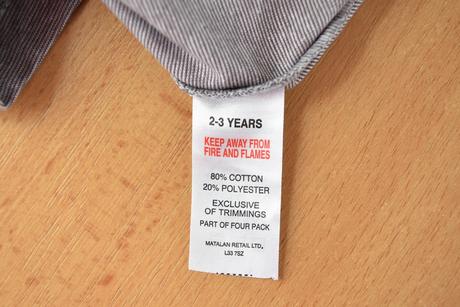 2-3 YEARS
KEEP AWAY FROM
FIRE AND FLAMES
80% COTTON
20% POLYESTER
EXCLUSIVE
OF TRIMMINGS
PART OF FOUR PACK
MATALAN RETAIL LTD.
L33 7SZ